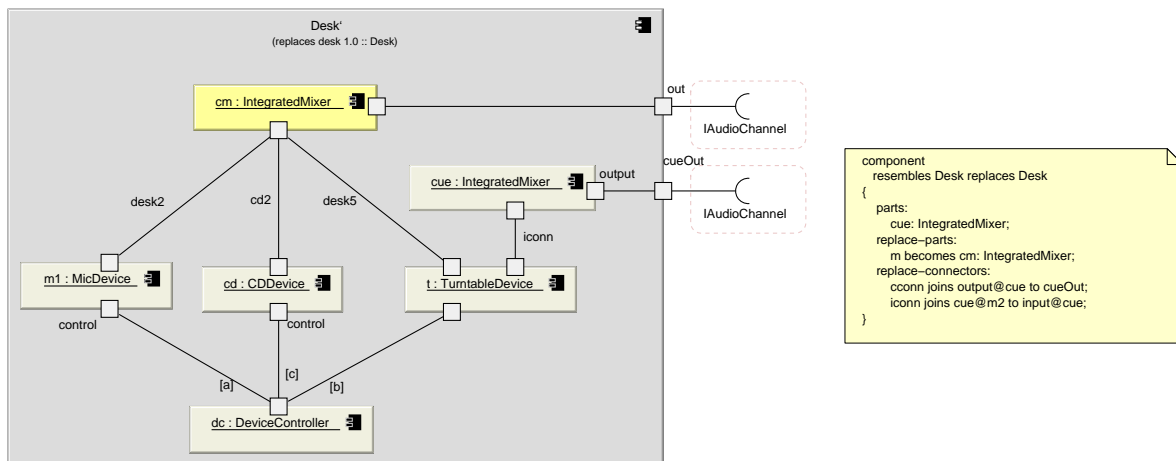 Desk‘
(replaces desk 1.0 :: Desk)
cm : IntegratedMixer
out
IAudioChannel
cue : IntegratedMixer
output
cueOut
IAudioChannel
desk2
cd2
desk5
iconn
m1 : MicDevice
cd : CDDevice
t : TurntableDevice
control
control
[a]
[c]
[b]
dc : DeviceController
component
resembles Desk replaces Desk
{
parts:
cue: IntegratedMixer;
replace−parts:
m becomes cm: IntegratedMixer;
replace−connectors:
cconn joins output@cue to cueOut;
iconn joins cue@m2 to input@cue;
}